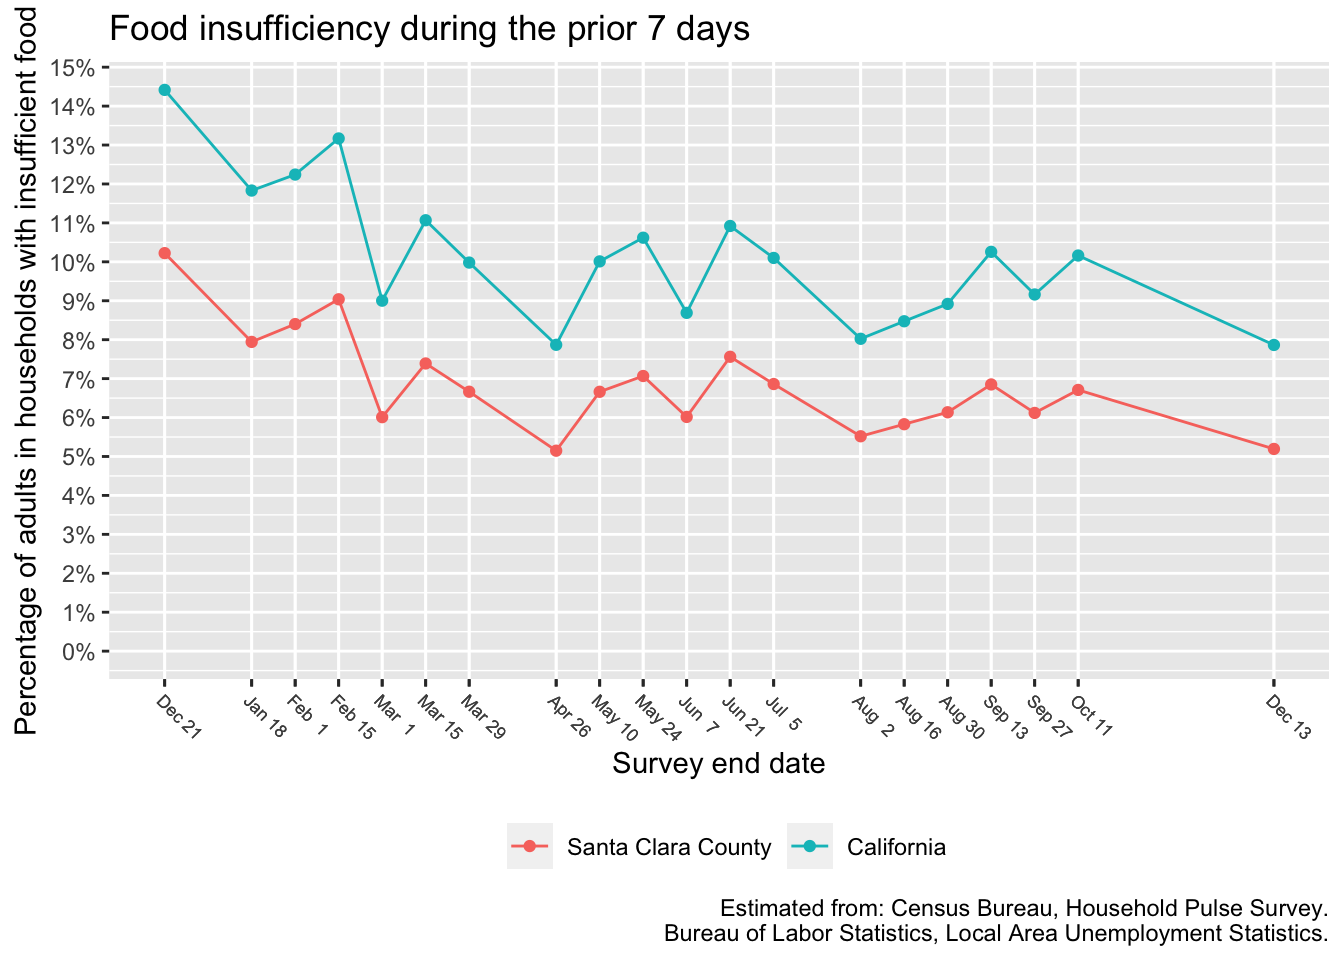 Food insufficiency during the prior 7 days
Percentage of adults in households with insufficient food
15%
14%
13%
12%
11%
10%
9%
8%
7%
6%
5%
4%
3%
2%
1%
0%
Dec 21
Jan 18
Feb 1
Feb 15
Mar 1
Mar 15
Mar 29
Apr 26
May 10
May 24
Jun 7
Jun 21
Jul 5
Aug 2
Aug 16
Aug 30
Sep 13
Sep 27
Oct 11
Dec 13
Survey end date
Santa Clara County
California
Estimated from: Census Bureau, Household Pulse Survey.
Bureau of Labor Statistics, Local Area Unemployment Statistics.